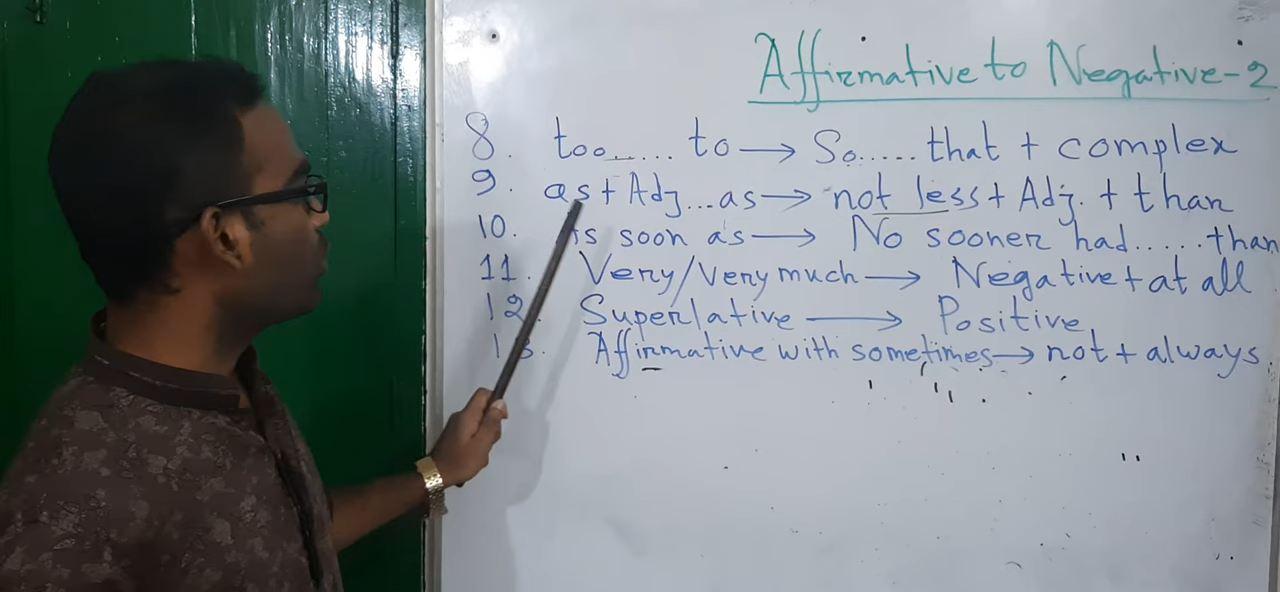 Affirmative to Negative-2
8. too...... to → So..... that + complex
9. as + Adj...as → not less + Adj. + than
10. As soon as → No sooner had..... than
11. Very/Very much → Negative + at all
12. Superlative → Positive
13. Affirmative with sometimes → not + always